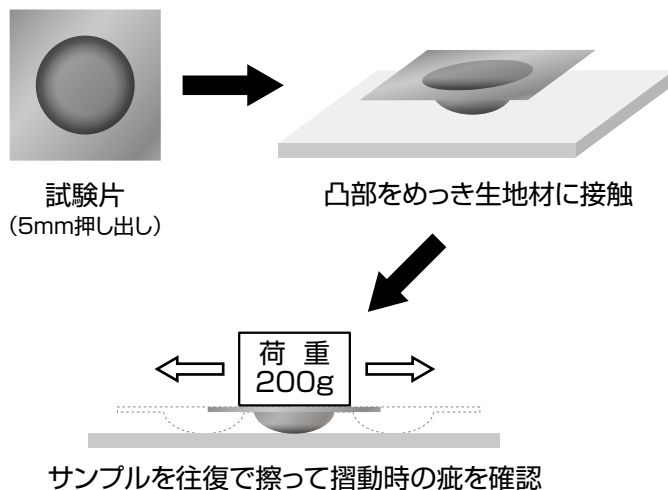 試験片
（5mm押し出し）
凸部をめっき生地材に接触
荷 重
200g
サンプルを往復で擦って摺動時の疵を確認